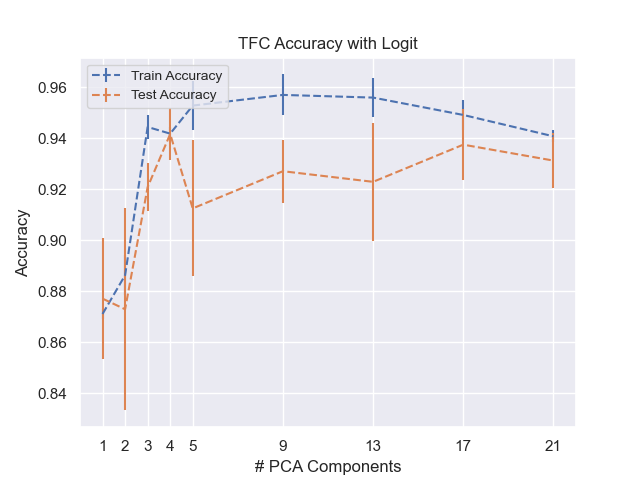 TFC Accuracy with Logit
Train Accuracy
Test Accuracy
0.96
0.94
0.92
0.90
0.88
0.86
0.84
Accuracy
1 2 3 4 5 9 13 17 21
# PCA Components